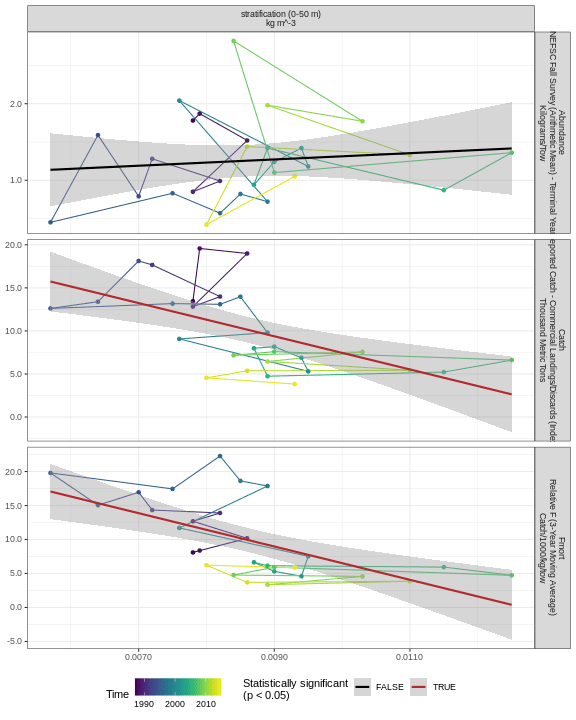 stratification (0-50 m)
kg m^-3
2.0
1.0
Abundance
NEFSC Fall Survey (Arithmetic Mean) - Terminal Year
Kilograms/Tow
20.0
15.0
10.0
5.0
0.0
Catch
eported Catch - Commercial Landings/Discards (Inde
Thousand Metric Tons
20.0
15.0
10.0
5.0
0.0
-5.0
Fmort
Relative F (3-Year Moving Average)
Catch/1000/kg/tow
0.0070
0.0090
0.0110
Time
1990 2000 2010
Statistically significant
(p < 0.05)
FALSE
TRUE